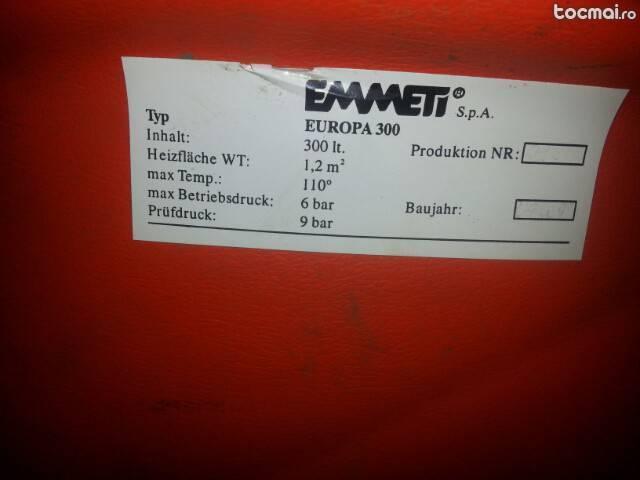 tocmai.ro
EMMETi® S.p.A.
Typ EUROPA 300
Inhalt: 300 lt. Produktion NR:
Heizfläche WT: 1,2 m²
max Temp.: 110°
max Betriebsdruck: 6 bar Baujahr:
Prüfdruck: 9 bar